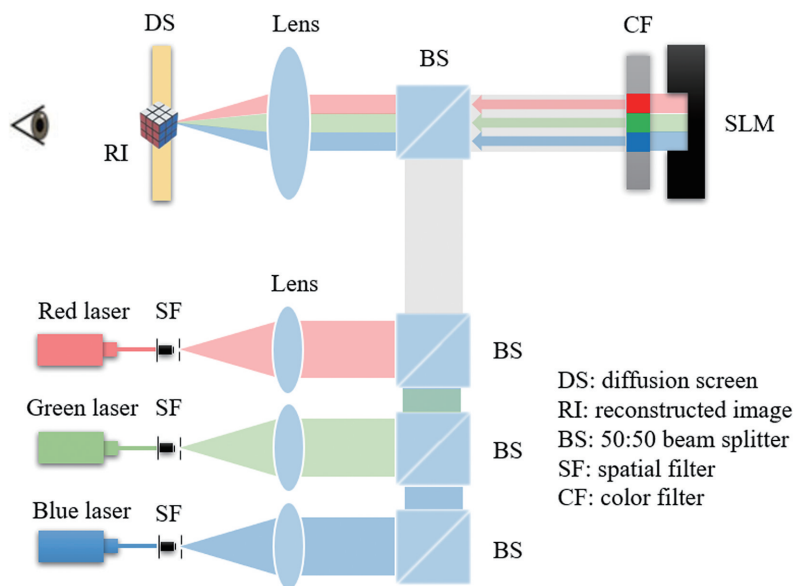 DS
Lens
BS
CF
SLM
RI
Lens
Red laser
SF
BS
Green laser
SF
BS
Blue laser
SF
BS
DS: diffusion screen
RI: reconstructed image
BS: 50:50 beam splitter
SF: spatial filter
CF: color filter